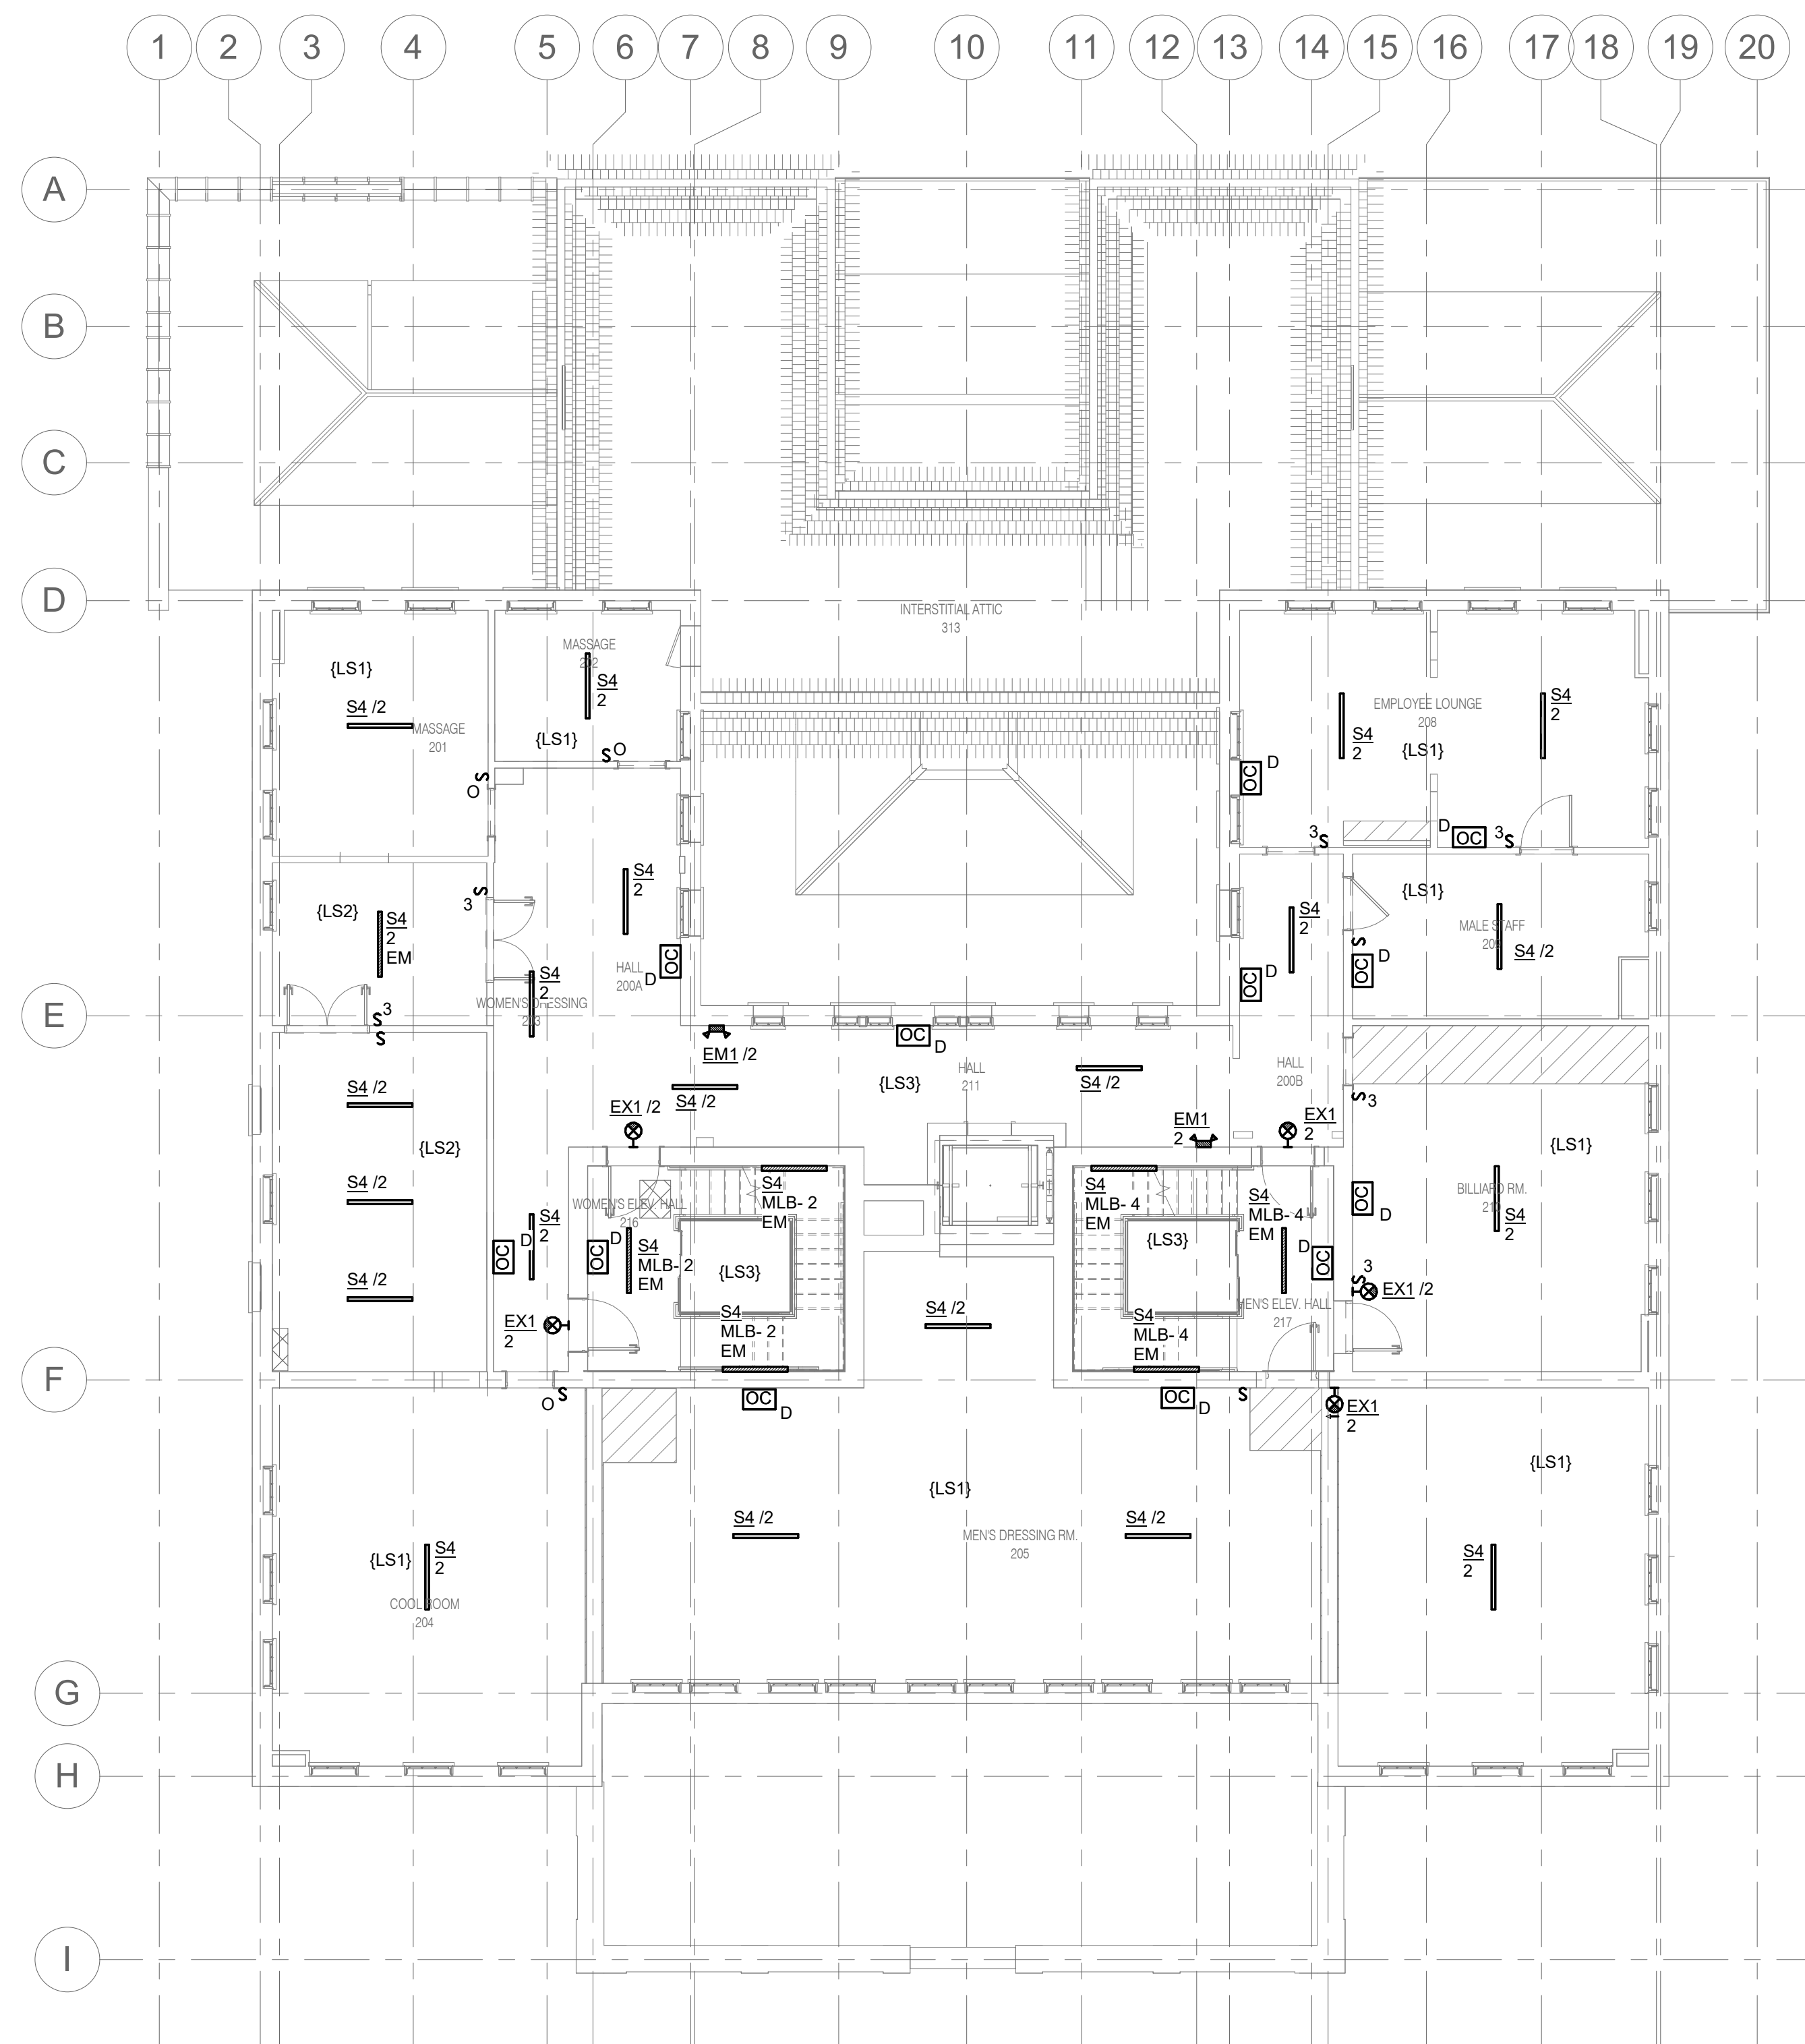 1 2 3 4 5 6 7 8 9 10 11 12 13 14 15 16 17 18 19 20
A
B
C
D
INTERSTITIAL ATTIC
313
MASSAGE
{LS1}
S4 /2
MASSAGE
201
S4
2
{LS1}
S O
S
O
EMPLOYEE LOUNGE
208
S4
2
S4
2
{LS1}
OC D
3 S
D OC
3 S
{LS2}
S4
2
EM
3 S
S4
2
HALL
200A
D OC
S4
2
WOMEN'S DRESSING
S 3
S
{LS1}
MALE STAFF
S4 /2
S4
2
OC D
S
OC D
E
EM1 /2
OC D
HALL
211
{LS3}
S4 /2
S4 /2
HALL
200B
EX1 /2
EM1
2
EX1
2
S 3
S4 /2
{LS2}
S4 /2
S4 /2
S4
2
D
OC
EX1
2
WOMEN'S ELEV. HALL
216
OC D
S4
MLB- 2
EM
S4
MLB- 2
EM
{LS3}
S4
MLB- 2
EM
S4 /2
S4
MLB- 4
EM
S4
MLB- 4
EM
{LS3}
S4
MLB- 4
EM
D
OC
MEN'S ELEV. HALL
217
{LS1}
BILLIARD RM.
S4
2
OC D
3
S
EX1 /2
F
O S
OC D
OC D
S
EX1
2
{LS1}
S4
2
COOL ROOM
204
{LS1}
S4 /2
S4 /2
MEN'S DRESSING RM.
205
{LS1}
S4
2
G
H
I